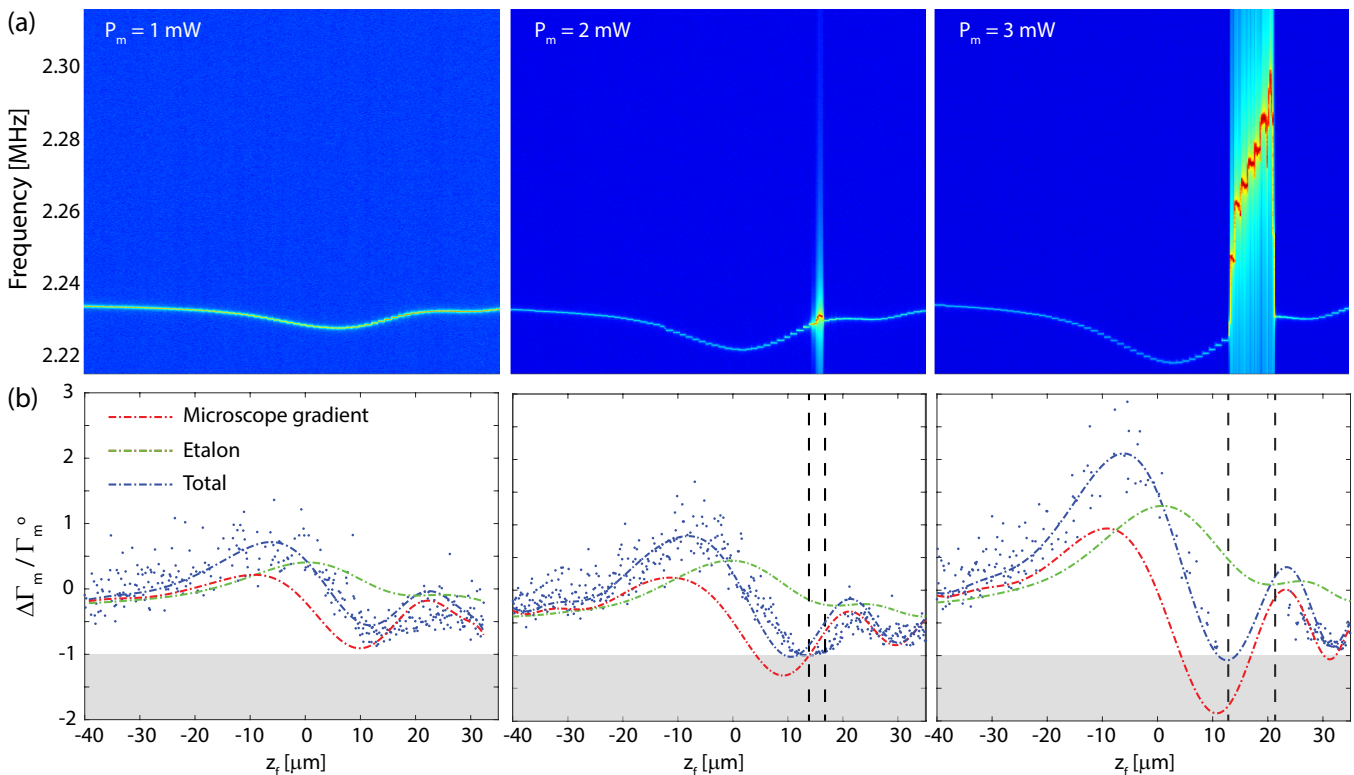 (a)
P_m = 1 mW
P_m = 2 mW
P_m = 3 mW
Frequency [MHz]
2.30
2.28
2.26
2.24
2.22
(b)
Microscope gradient
Etalon
Total
ΔΓ_m / Γ_m^o
3
2
1
0
-1
-2
-40 -30 -20 -10 0 10 20 30
-40 -30 -20 -10 0 10 20 30
-40 -30 -20 -10 0 10 20 30
z_f [μm]
z_f [μm]
z_f [μm]